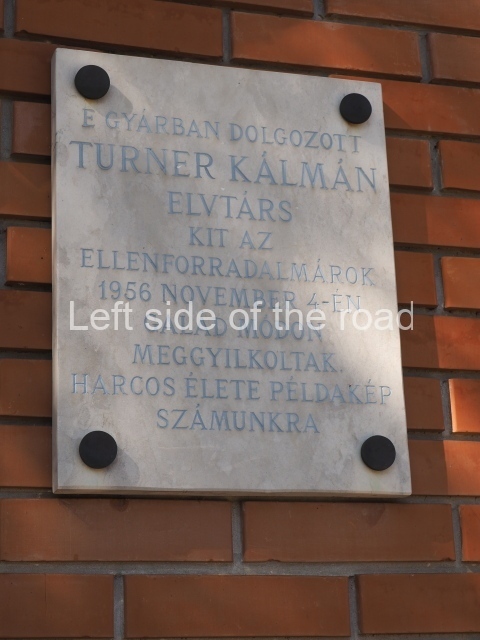 E GYÁRBAN DOLGOZOTT
TURNER KÁLMÁN
ELVTÁRS
KIT AZ
ELLENFORRADALMÁROK
1956 NOVEMBER 4-ÉN
Left side of the road
GALÁD MÓDON
MEGGYILKOLTAK.
HARCOS ÉLETE PÉLDAKÉP
SZÁMUNKRA